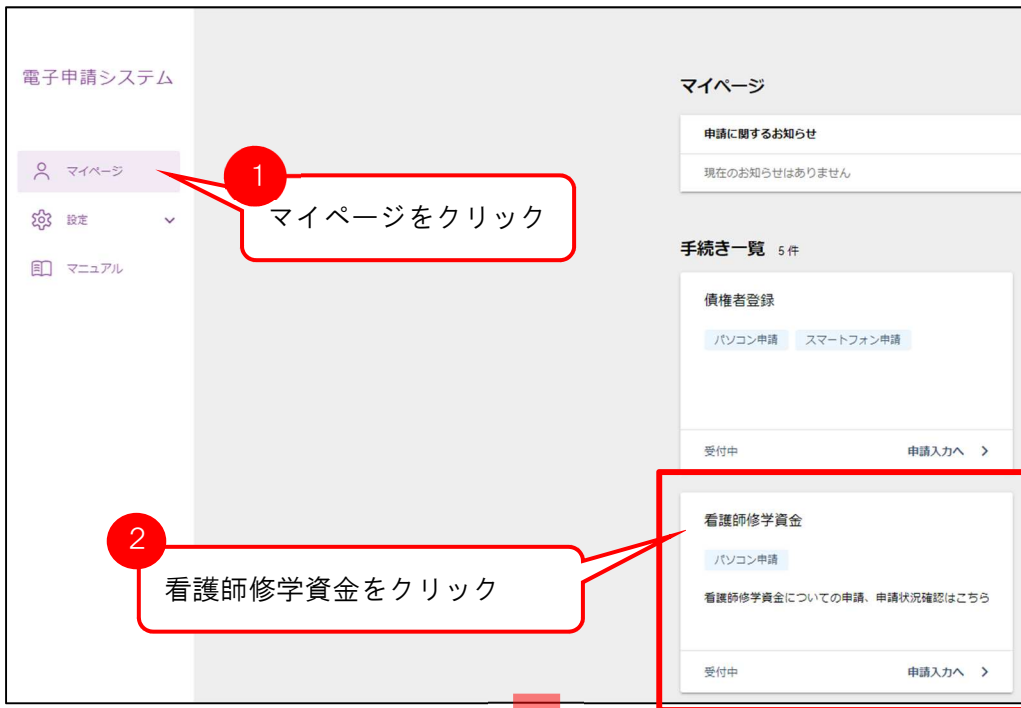 電子申請システム
マイページ
設定
マニュアル
1
マイページをクリック
マイページ
申請に関するお知らせ
現在のお知らせはありません
手続き一覧 5件
債権者登録
パソコン申請 スマートフォン申請
受付中 申請入力へ
2
看護師修学資金をクリック
看護師修学資金
パソコン申請
看護師修学資金についての申請、申請状況確認はこちら
受付中 申請入力へ